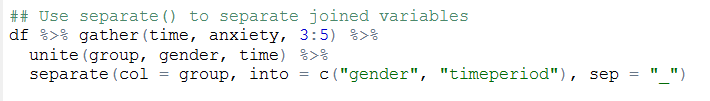 ## Use separate() to separate joined variables
df %>% gather(time, anxiety, 3:5) %>%
  unite(group, gender, time) %>%
  separate(col = group, into = c("gender", "timeperiod"), sep = "_")